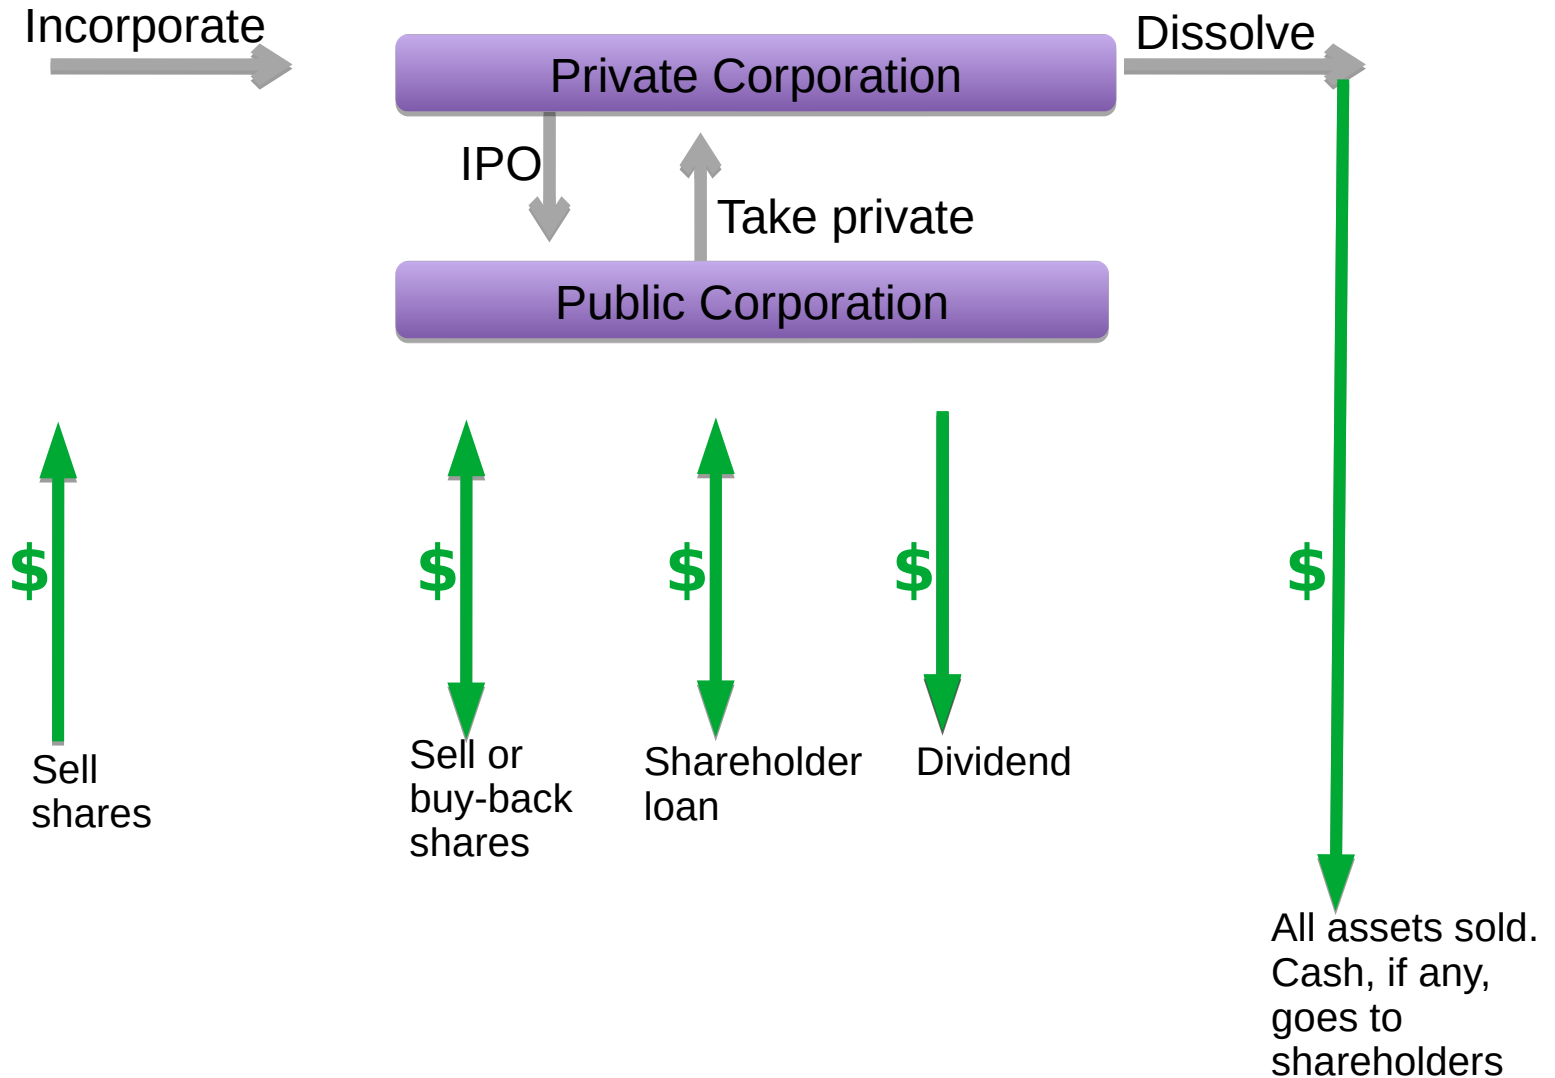 Incorporate
Dissolve
Private Corporation
IPO
Take private
Public Corporation
$
$
$
$
$
Sell
shares
Sell or
buy-back
shares
Shareholder
loan
Dividend
All assets sold.
Cash, if any,
goes to
shareholders